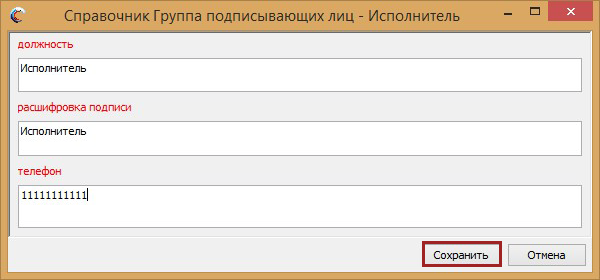 Справочник Группа подписывающих лиц - Исполнитель
должность
Исполнитель
расшифровка подписи
Исполнитель
телефон
11111111111
Сохранить Отмена